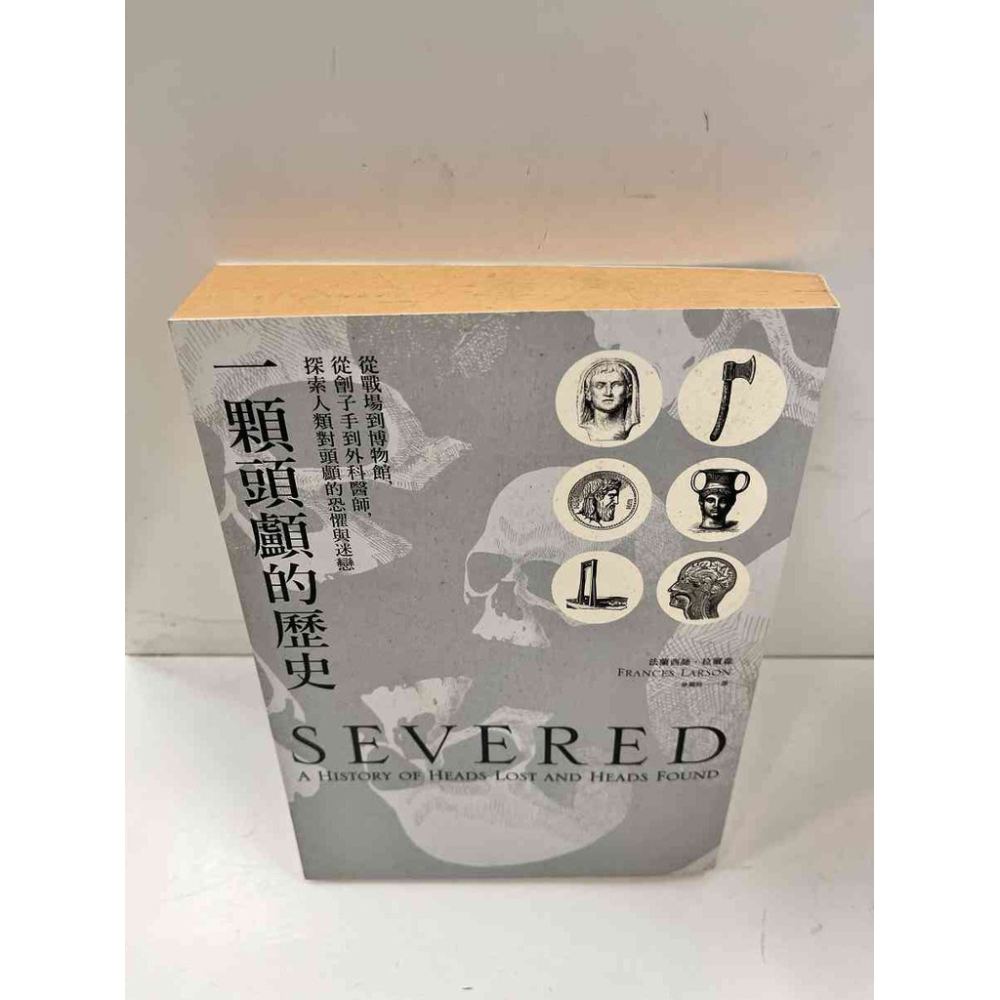 一顆頭顱的歷史
從戰場到博物館,
從劊子手到外科醫師,
探索人類對頭顱的恐懼與迷戀
法蘭西絲・拉爾森
FRANCES LARSON
譯
SEVERED
A HISTORY OF HEADS LOST AND HEADS FOUND